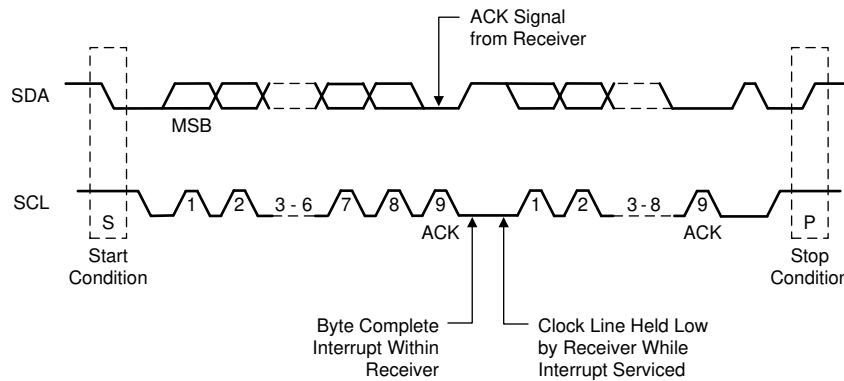 ACK Signal
from Receiver
SDA
MSB
SCL
S
1
2
3 - 6
7
8
9
1
2
3 - 8
9
P
ACK
ACK
Start
Condition
Stop
Condition
Byte Complete
Interrupt Within
Receiver
Clock Line Held Low
by Receiver While
Interrupt Serviced